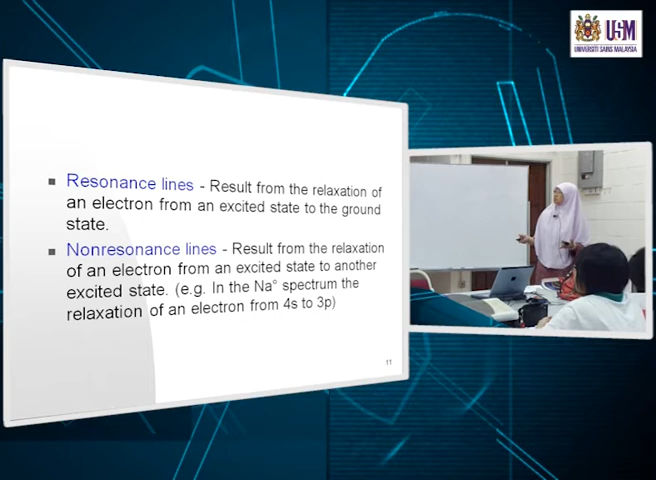 USM
UNIVERSITI SAINS MALAYSIA
▪ Resonance lines - Result from the relaxation of
an electron from an excited state to the ground
state.
▪ Nonresonance lines - Result from the relaxation
of an electron from an excited state to another
excited state. (e.g. In the Na° spectrum the
relaxation of an electron from 4s to 3p)
11